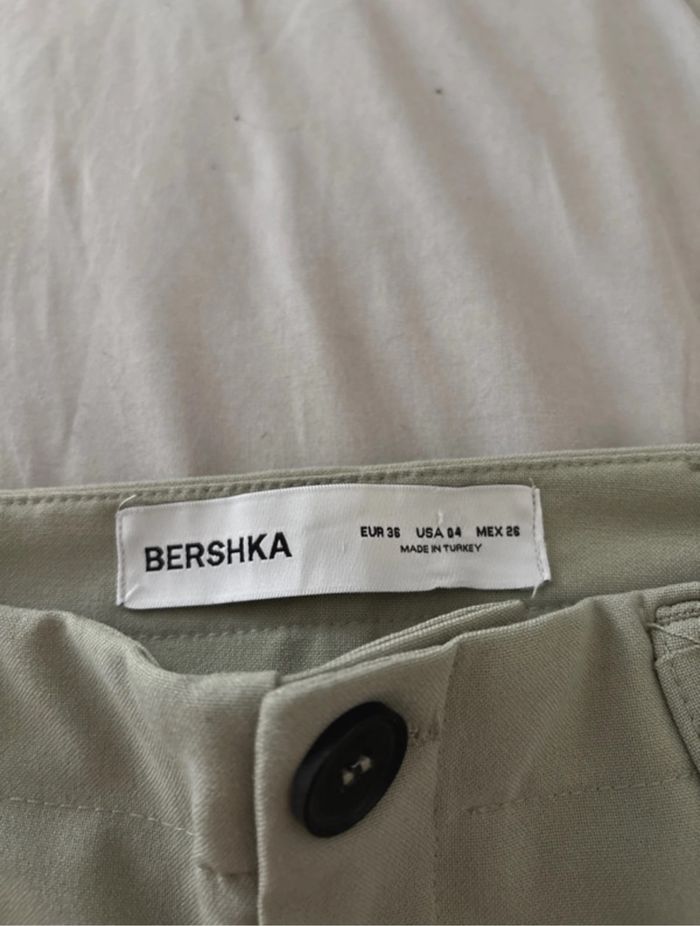 BERSHKA
EUR 36 USA 04 MEX 26
MADE IN TURKEY